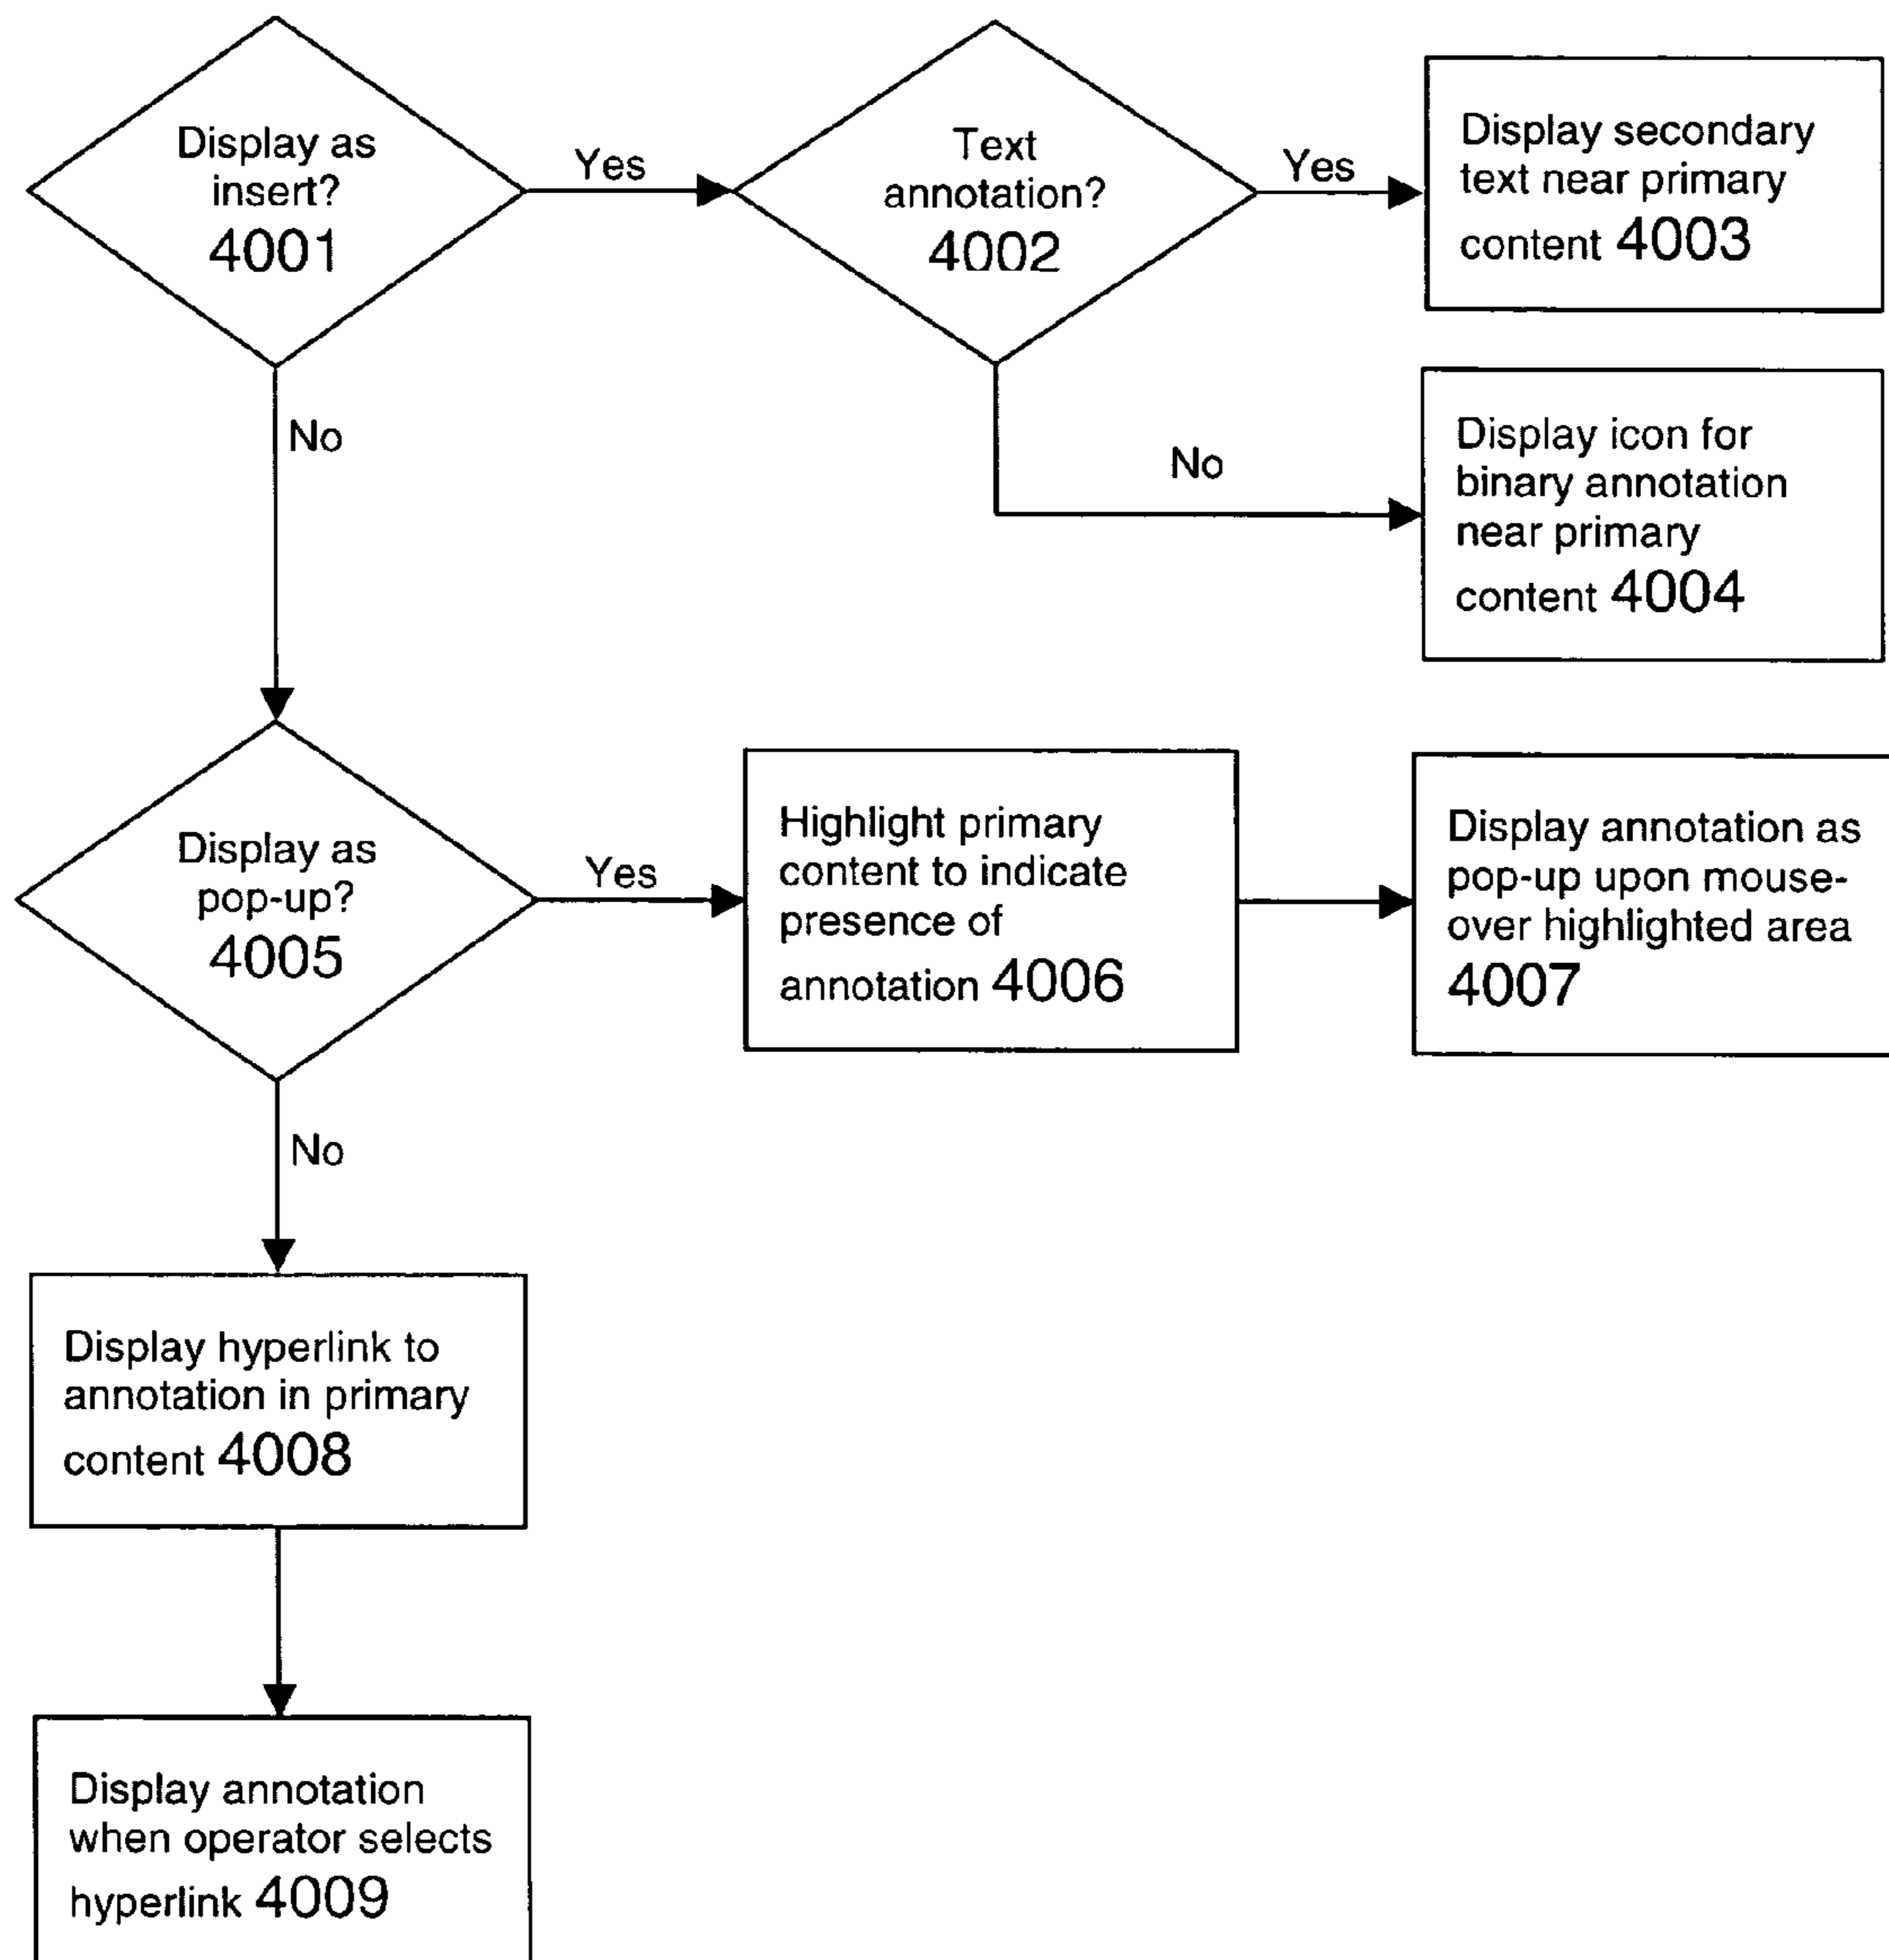 Display as
insert?
4001
Yes
Text
annotation?
4002
Yes
Display secondary
text near primary
content 4003
No
No
Display icon for
binary annotation
near primary
content 4004
Display as
pop-up?
4005
Yes
Highlight primary
content to indicate
presence of
annotation 4006
Display annotation as
pop-up upon mouse-
over highlighted area
4007
No
Display hyperlink to
annotation in primary
content 4008
Display annotation
when operator selects
hyperlink 4009